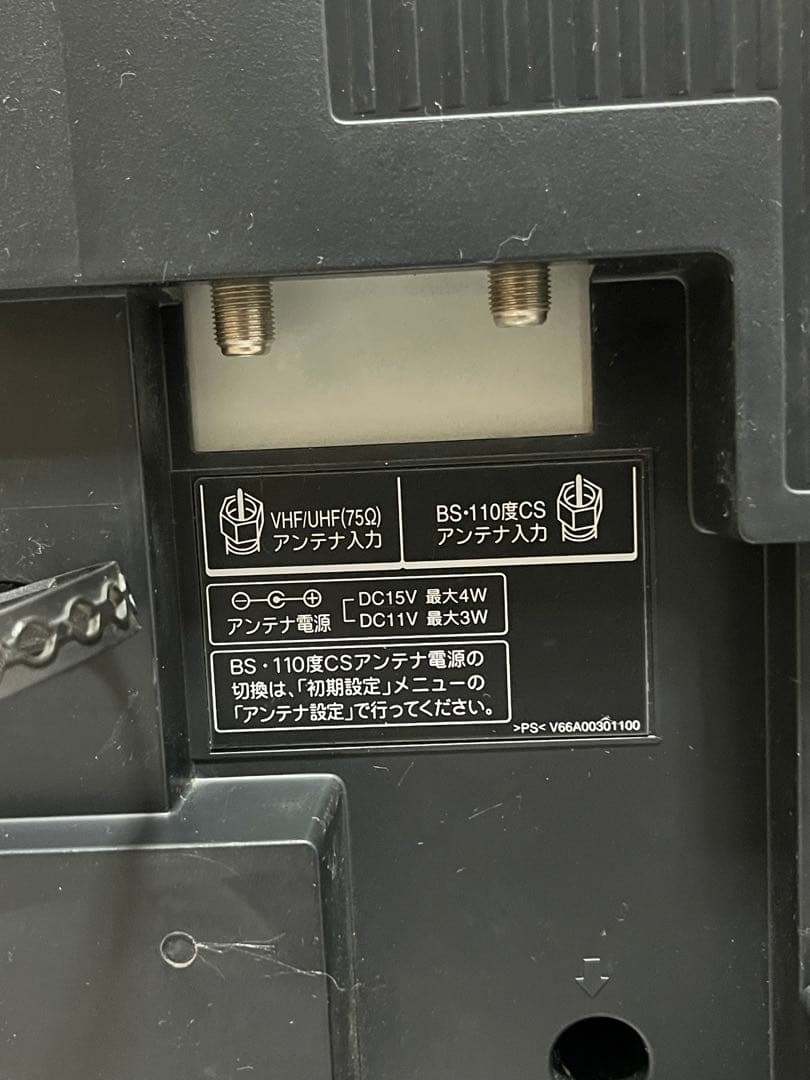 VHF/UHF(75Ω)
アンテナ入力
BS・110度CS
アンテナ入力
DC15V 最大4W
アンテナ電源
DC11V 最大3W
BS・110度CSアンテナ電源の
切換は、「初期設定」メニューの
「アンテナ設定」で行ってください。
>PS< V66A00301100